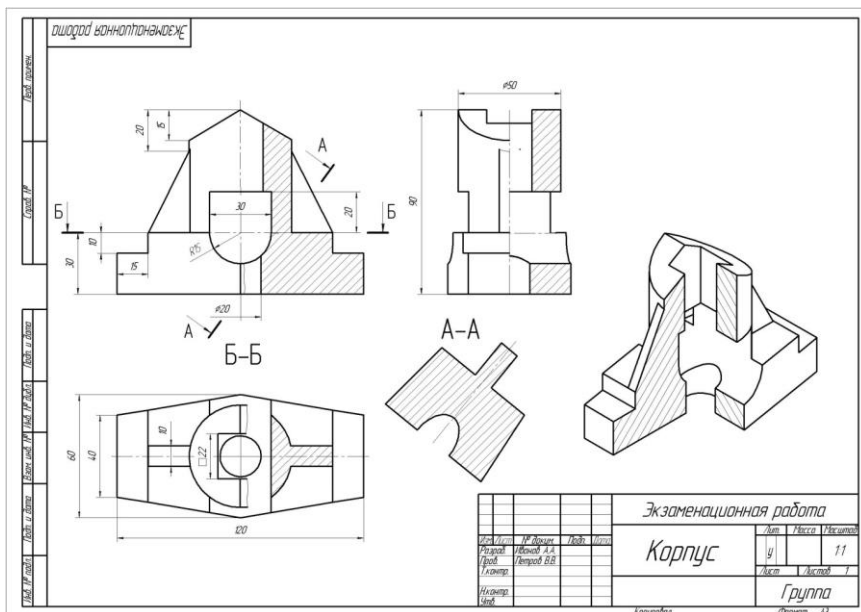 Экзаменационная работа
Перв. примен.
Справ. №
Подп. и дата
Инв. № дубл.
Взам. инв. №
Подп. и дата
Инв. № подл.
20
15
А
Б
Б
30
20
10
30
R15
15
⌀20
А
⌀50
90
Б-Б
А-А
60
40
10
□22
120
Экзаменационная работа
Корпус
Лит.
Масса
Масштаб
у
1:1
Изм.
Лист
№ докум.
Подп.
Дата
Разраб.
Иванов А.А.
Пров.
Петров В.В.
Т.контр.
Н.контр.
Утв.
Лист
Листов 1
Группа
Копировал
Формат А3